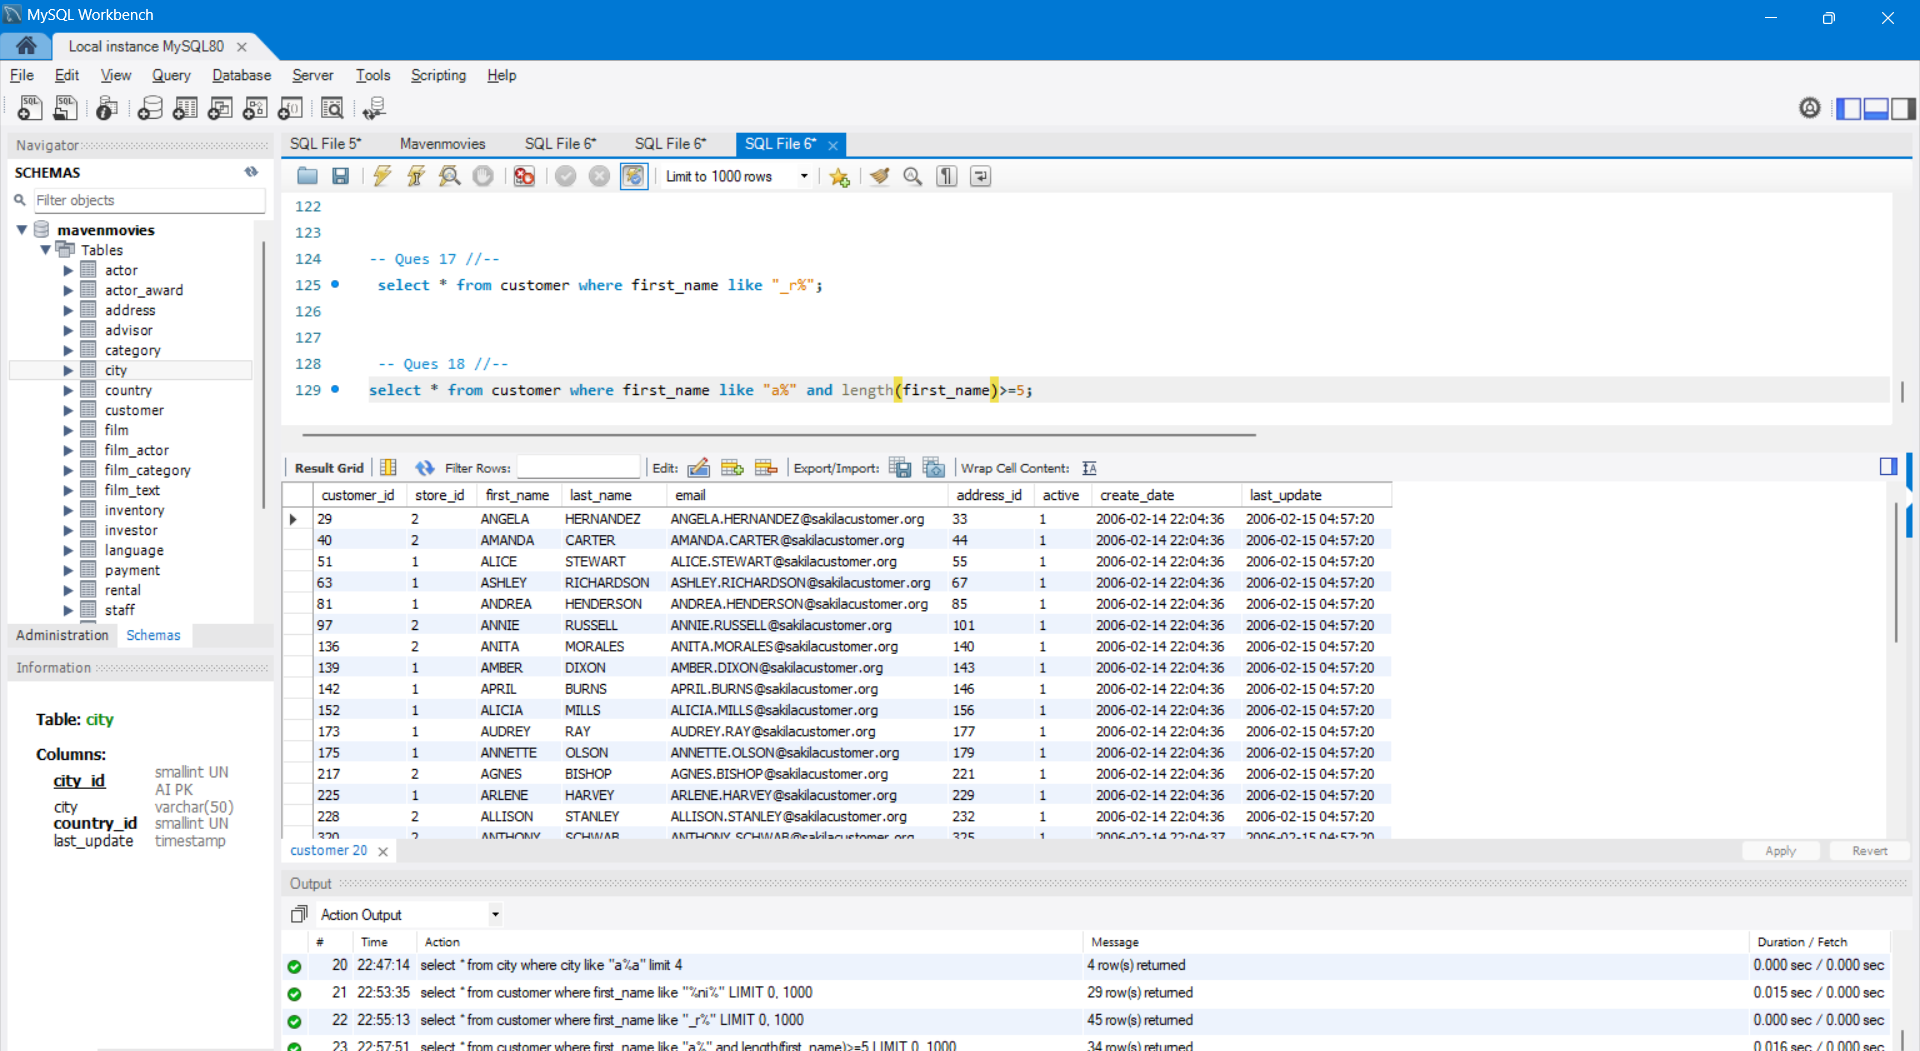 MySQL Workbench
Local instance MySQL80
File Edit View Query Database Server Tools Scripting Help
Navigator
SCHEMAS
Filter objects
mavenmovies
Tables
actor
actor_award
address
advisor
category
city
country
customer
film
film_actor
film_category
film_text
inventory
investor
language
payment
rental
staff
Administration Schemas
Information
Table: city
Columns:
city_id smallint UN AI PK
city varchar(50)
country_id smallint UN
last_update timestamp
SQL File 5* Mavenmovies SQL File 6* SQL File 6* SQL File 6*
Limit to 1000 rows
122
123
124 -- Ques 17 //--
125 select * from customer where first_name like "_r%";
126
127
128 -- Ques 18 //--
129 select * from customer where first_name like "a%" and length(first_name)>=5;
Result Grid Filter Rows: Edit: Export/Import: Wrap Cell Content:
customer_id store_id first_name last_name email address_id active create_date last_update
29 2 ANGELA HERNANDEZ ANGELA.HERNANDEZ@sakilacustomer.org 33 1 2006-02-14 22:04:36 2006-02-15 04:57:20
40 2 AMANDA CARTER AMANDA.CARTER@sakilacustomer.org 44 1 2006-02-14 22:04:36 2006-02-15 04:57:20
51 1 ALICE STEWART ALICE.STEWART@sakilacustomer.org 55 1 2006-02-14 22:04:36 2006-02-15 04:57:20
63 1 ASHLEY RICHARDSON ASHLEY.RICHARDSON@sakilacustomer.org 67 1 2006-02-14 22:04:36 2006-02-15 04:57:20
81 1 ANDREA HENDERSON ANDREA.HENDERSON@sakilacustomer.org 85 1 2006-02-14 22:04:36 2006-02-15 04:57:20
97 2 ANNIE RUSSELL ANNIE.RUSSELL@sakilacustomer.org 101 1 2006-02-14 22:04:36 2006-02-15 04:57:20
136 2 ANITA MORALES ANITA.MORALES@sakilacustomer.org 140 1 2006-02-14 22:04:36 2006-02-15 04:57:20
139 1 AMBER DIXON AMBER.DIXON@sakilacustomer.org 143 1 2006-02-14 22:04:36 2006-02-15 04:57:20
142 1 APRIL BURNS APRIL.BURNS@sakilacustomer.org 146 1 2006-02-14 22:04:36 2006-02-15 04:57:20
152 1 ALICIA MILLS ALICIA.MILLS@sakilacustomer.org 156 1 2006-02-14 22:04:36 2006-02-15 04:57:20
173 1 AUDREY RAY AUDREY.RAY@sakilacustomer.org 177 1 2006-02-14 22:04:36 2006-02-15 04:57:20
175 1 ANNETTE OLSON ANNETTE.OLSON@sakilacustomer.org 179 1 2006-02-14 22:04:36 2006-02-15 04:57:20
217 2 AGNES BISHOP AGNES.BISHOP@sakilacustomer.org 221 1 2006-02-14 22:04:36 2006-02-15 04:57:20
225 1 ARLENE HARVEY ARLENE.HARVEY@sakilacustomer.org 229 1 2006-02-14 22:04:36 2006-02-15 04:57:20
228 2 ALLISON STANLEY ALLISON.STANLEY@sakilacustomer.org 232 1 2006-02-14 22:04:36 2006-02-15 04:57:20
320 2 ANTHONY SCHWAB ANTHONY.SCHWAB@sakilacustomer.org 325 1 2006-02-14 22:04:37 2006-02-15 04:57:20
customer 20 Apply Revert
Output
Action Output
# Time Action Message Duration / Fetch
20 22:47:14 select * from city where city like "a%a" limit 4 4 row(s) returned 0.000 sec / 0.000 sec
21 22:53:35 select * from customer where first_name like "%ni%" LIMIT 0, 1000 29 row(s) returned 0.015 sec / 0.000 sec
22 22:55:13 select * from customer where first_name like "_r%" LIMIT 0, 1000 45 row(s) returned 0.000 sec / 0.000 sec
23 22:57:51 select * from customer where first_name like "a%" and length(first_name)>=5 LIMIT 0, 1000 34 row(s) returned 0.016 sec / 0.000 sec